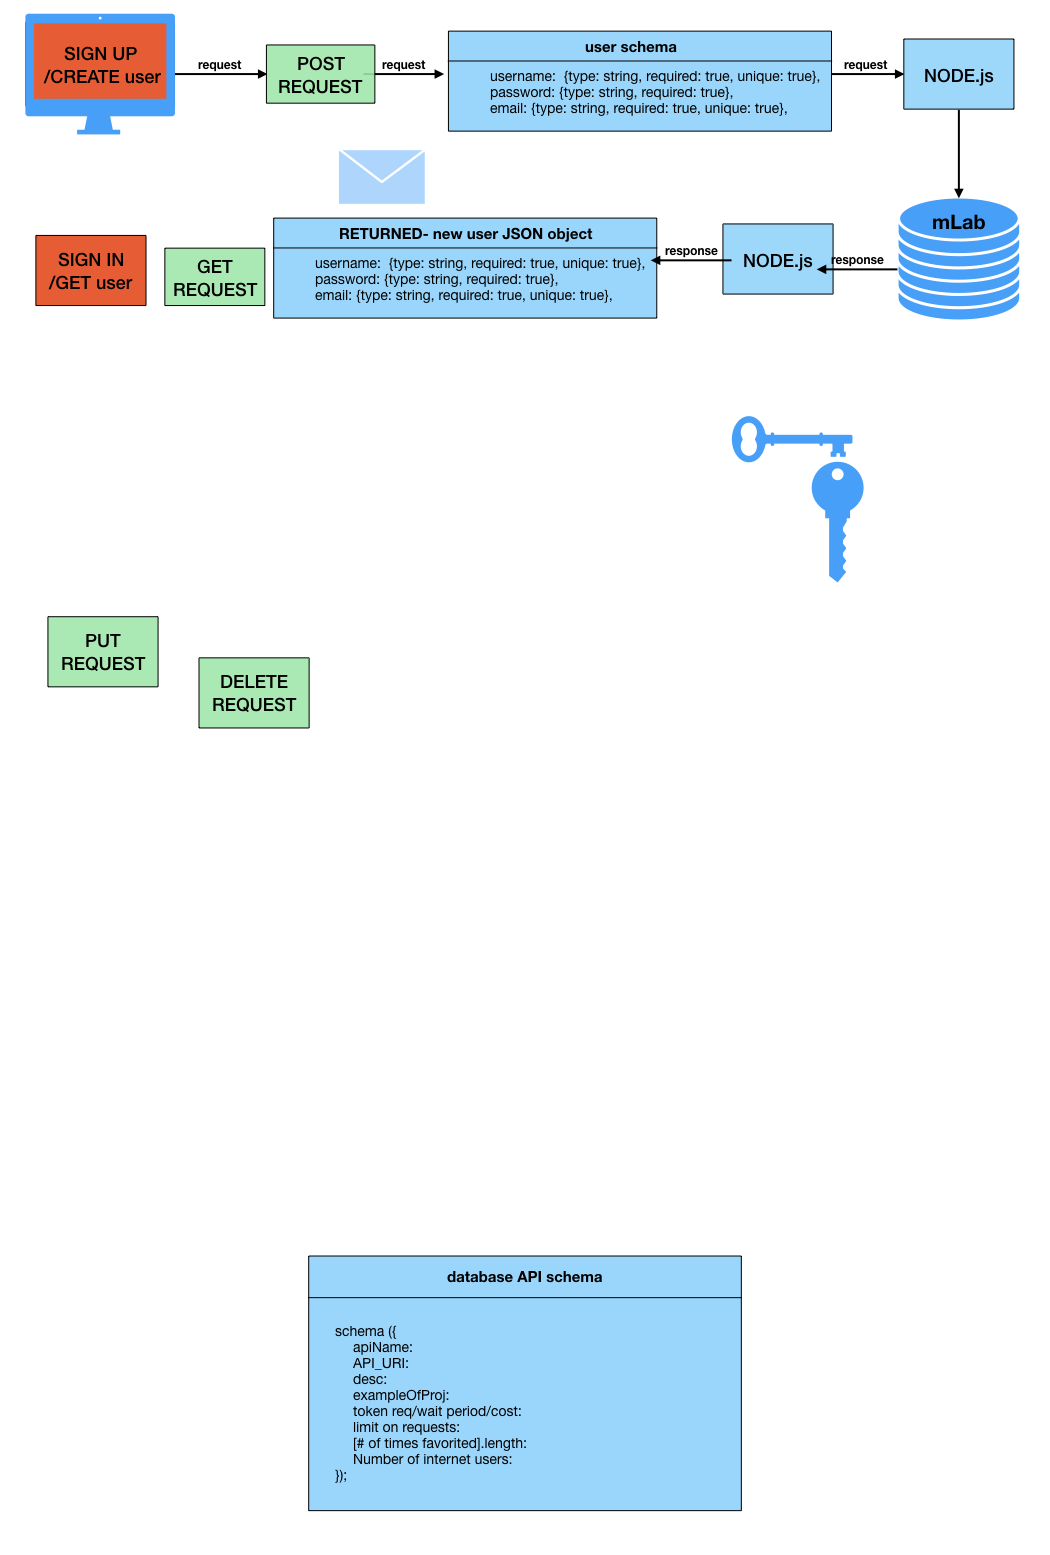 SIGN UP
/CREATE user
request
POST
REQUEST
request
user schema
username:  {type: string, required: true, unique: true},
password: {type: string, required: true},
email: {type: string, required: true, unique: true},
request
NODE.js
mLab
SIGN IN
/GET user
GET
REQUEST
RETURNED- new user JSON object
username:  {type: string, required: true, unique: true},
password: {type: string, required: true},
email: {type: string, required: true, unique: true},
response
NODE.js
response
PUT
REQUEST
DELETE
REQUEST
database API schema
schema ({
apiName:
API_URI:
desc:
exampleOfProj:
token req/wait period/cost:
limit on requests:
[# of times favorited].length:
Number of internet users:
});